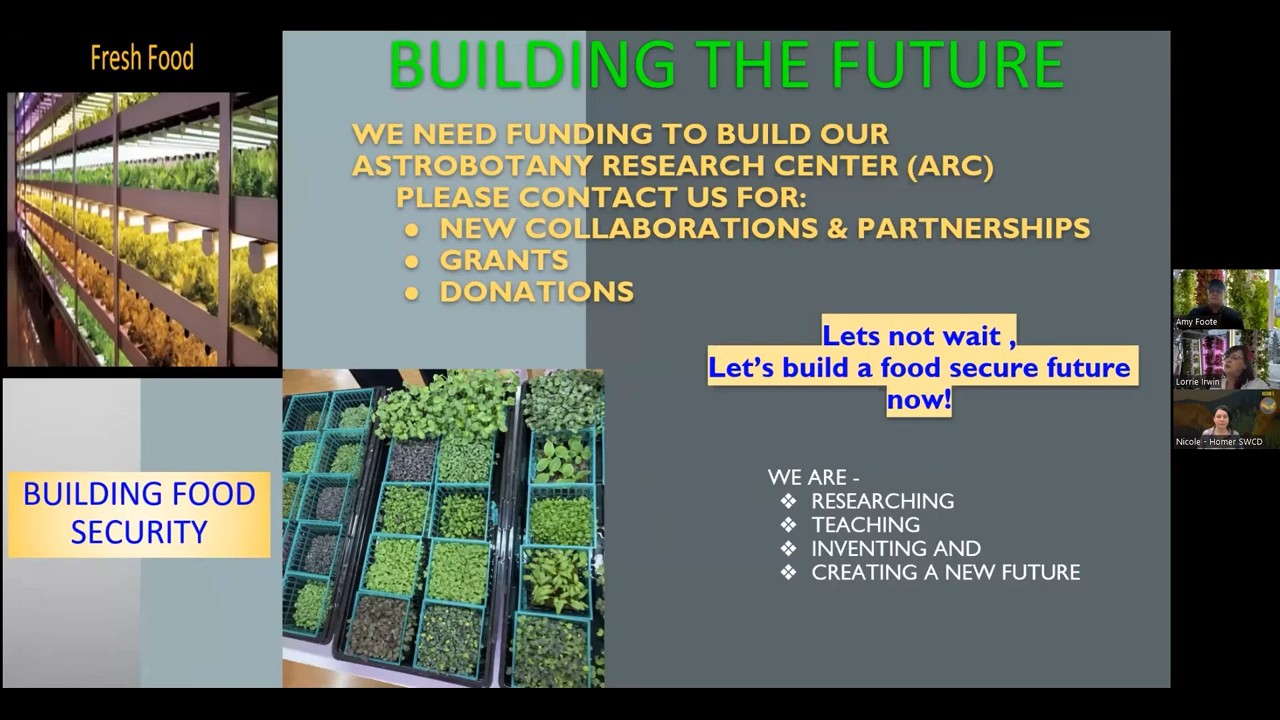 Fresh Food
BUILDING THE FUTURE
WE NEED FUNDING TO BUILD OUR
ASTROBOTANY RESEARCH CENTER (ARC)
PLEASE CONTACT US FOR:
● NEW COLLABORATIONS & PARTNERSHIPS
● GRANTS
● DONATIONS
Lets not wait ,
Let’s build a food secure future
now!
BUILDING FOOD
SECURITY
WE ARE -
❖ RESEARCHING
❖ TEACHING
❖ INVENTING AND
❖ CREATING A NEW FUTURE
Amy Foote
Lorrie Irwin
Nicole - Homer SWCD